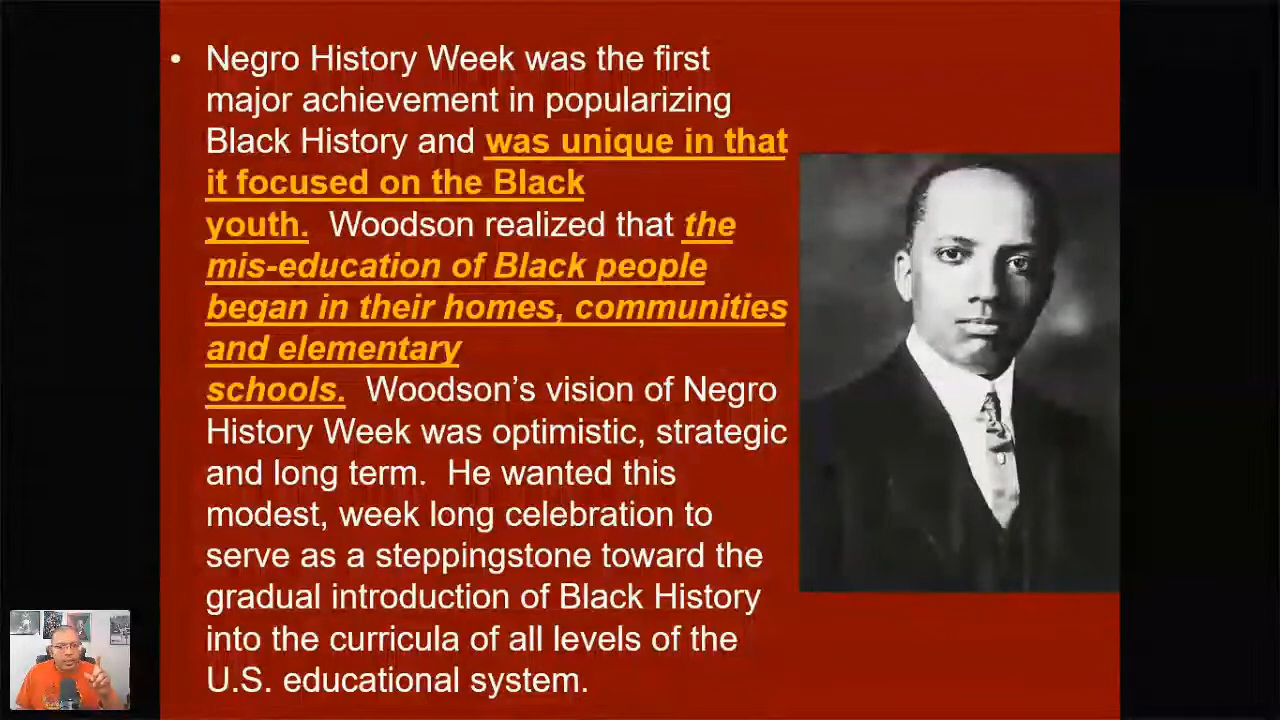 • Negro History Week was the first
major achievement in popularizing
Black History and was unique in that
it focused on the Black
youth. Woodson realized that the
mis-education of Black people
began in their homes, communities
and elementary
schools. Woodson’s vision of Negro
History Week was optimistic, strategic
and long term. He wanted this
modest, week long celebration to
serve as a steppingstone toward the
gradual introduction of Black History
into the curricula of all levels of the
U.S. educational system.